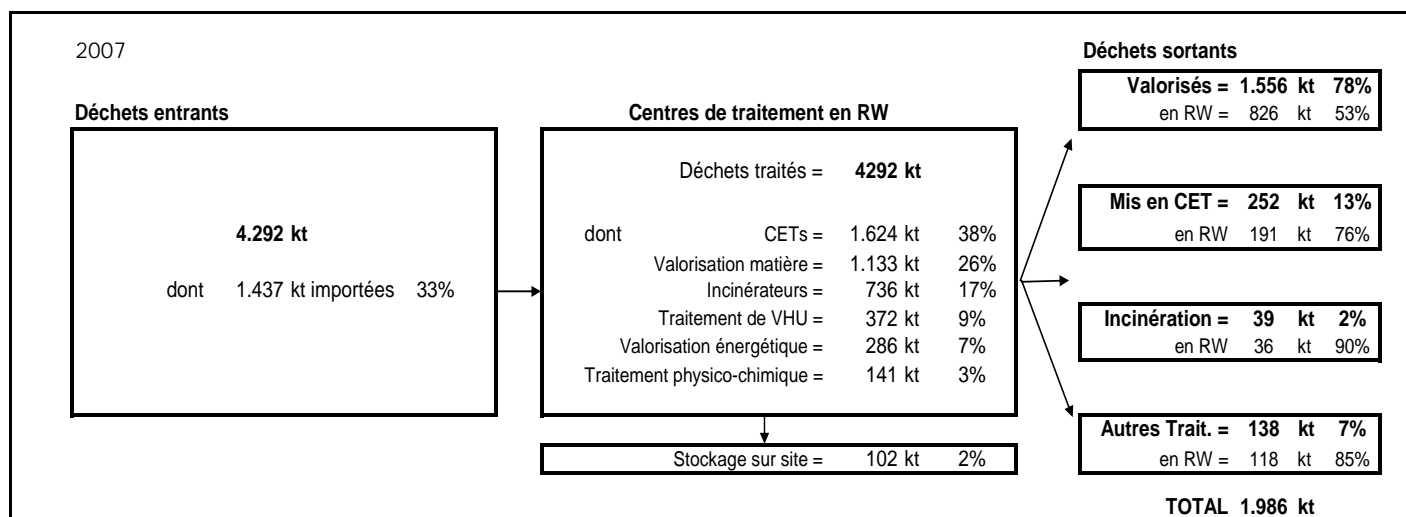 2007
Déchets entrants
4.292 kt
dont 1.437 kt importées 33%
Centres de traitement en RW
Déchets traités = 4292 kt
dont CETs = 1.624 kt 38%
Valorisation matière = 1.133 kt 26%
Incinérateurs = 736 kt 17%
Traitement de VHU = 372 kt 9%
Valorisation énergétique = 286 kt 7%
Traitement physico-chimique = 141 kt 3%
Stockage sur site = 102 kt 2%
Déchets sortants
Valorisés = 1.556 kt 78%
en RW = 826 kt 53%
Mis en CET = 252 kt 13%
en RW 191 kt 76%
Incinération = 39 kt 2%
en RW 36 kt 90%
Autres Trait. = 138 kt 7%
en RW = 118 kt 85%
TOTAL 1.986 kt